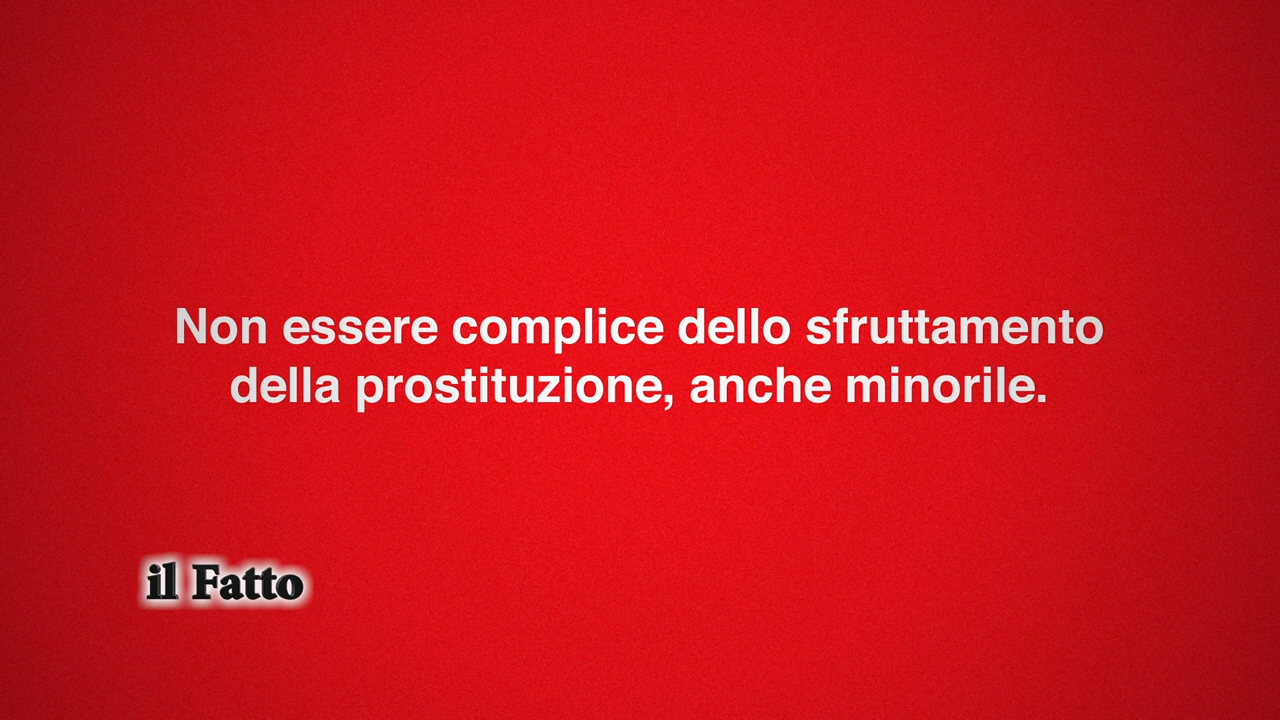 Non essere complice dello sfruttamento
della prostituzione, anche minorile.
il Fatto